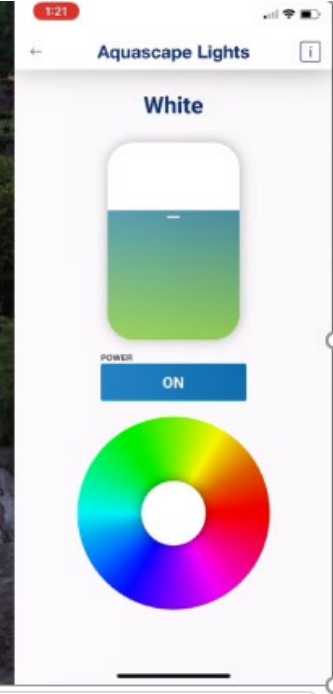 1:21
Aquascape Lights
i
White
POWER
ON